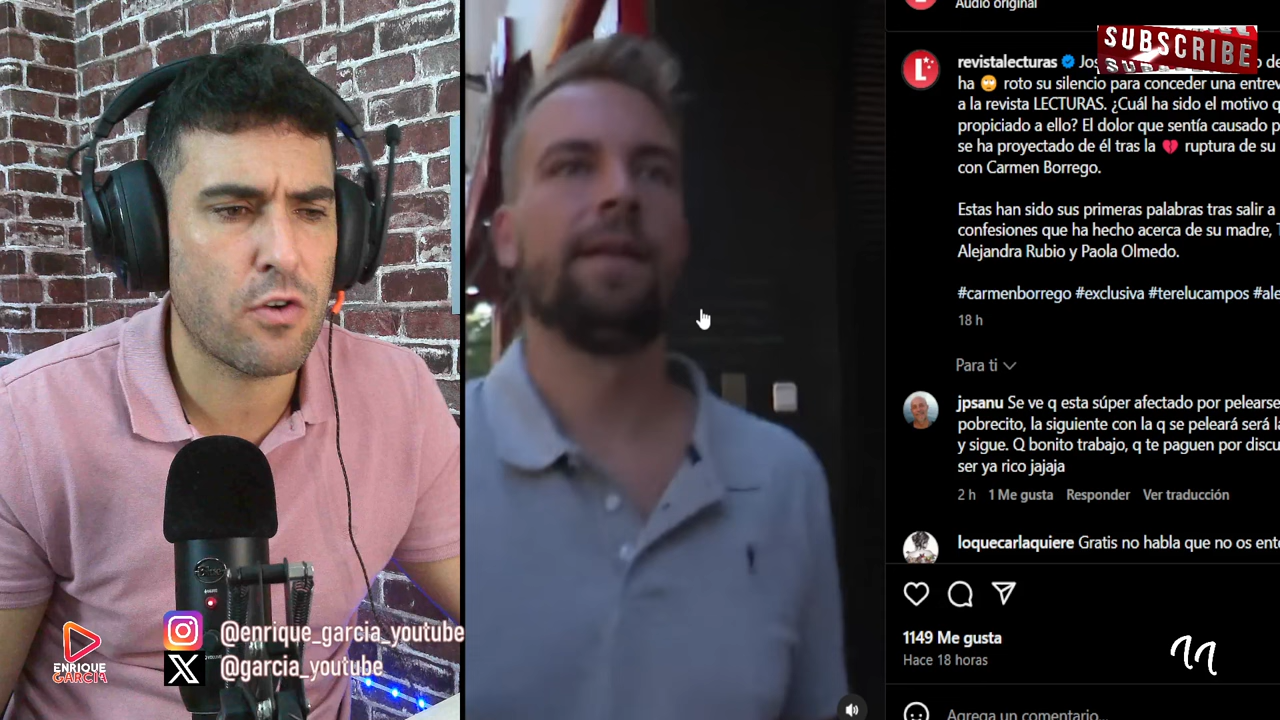 Audio original
SUBSCRIBE
revistalecturas Jos
ha roto su silencio para conceder una entrev
a la revista LECTURAS. ¿Cuál ha sido el motivo q
propiciado a ello? El dolor que sentía causado p
se ha proyectado de él tras la ruptura de su
con Carmen Borrego.
Estas han sido sus primeras palabras tras salir a
confesiones que ha hecho acerca de su madre, T
Alejandra Rubio y Paola Olmedo.
#carmenborrego #exclusiva #terelucampos #ale
18 h
Para ti
jpsanu Se ve q esta súper afectado por pelearse
pobrecito, la siguiente con la q se peleará será la
y sigue. Q bonito trabajo, q te paguen por discu
ser ya rico jajaja
2 h 1 Me gusta Responder Ver traducción
loquecarlaquiere Gratis no habla que no os ente
1149 Me gusta
Hace 18 horas
Agrega un comentario...
@enrique_garcia_youtube
@garcia_youtube
ENRIQUE
GARCIA